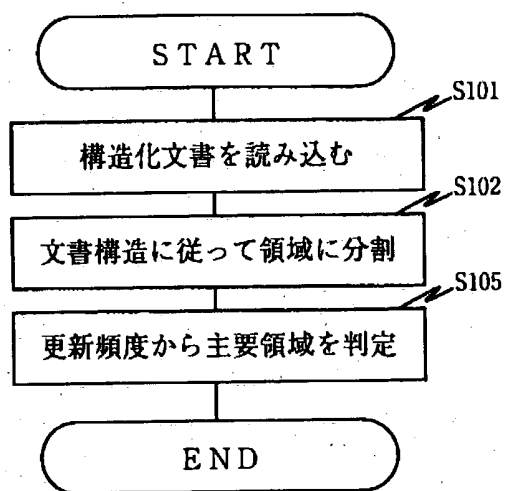 START
S101
構造化文書を読み込む
S102
文書構造に従って領域に分割
S105
更新頻度から主要領域を判定
END